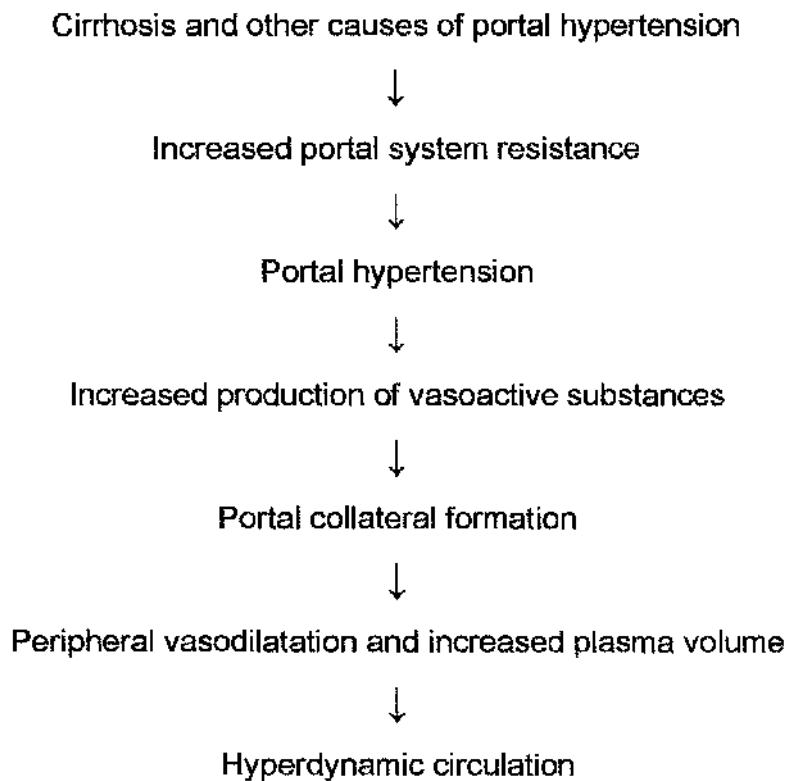 Cirrhosis and other causes of portal hypertension
↓
Increased portal system resistance
↓
Portal hypertension
↓
Increased production of vasoactive substances
↓
Portal collateral formation
↓
Peripheral vasodilatation and increased plasma volume
↓
Hyperdynamic circulation